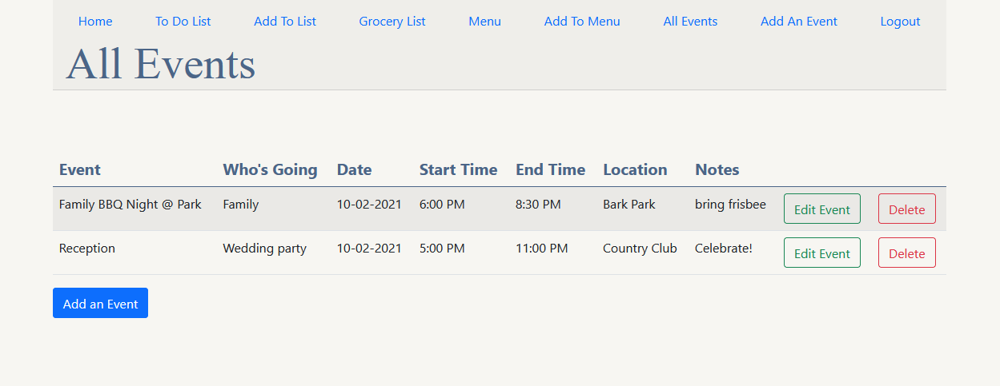 Home To Do List Add To List Grocery List Menu Add To Menu All Events Add An Event Logout
All Events
Event Who's Going Date Start Time End Time Location Notes
Family BBQ Night @ Park Family 10-02-2021 6:00 PM 8:30 PM Bark Park bring frisbee Edit Event Delete
Reception Wedding party 10-02-2021 5:00 PM 11:00 PM Country Club Celebrate! Edit Event Delete
Add an Event